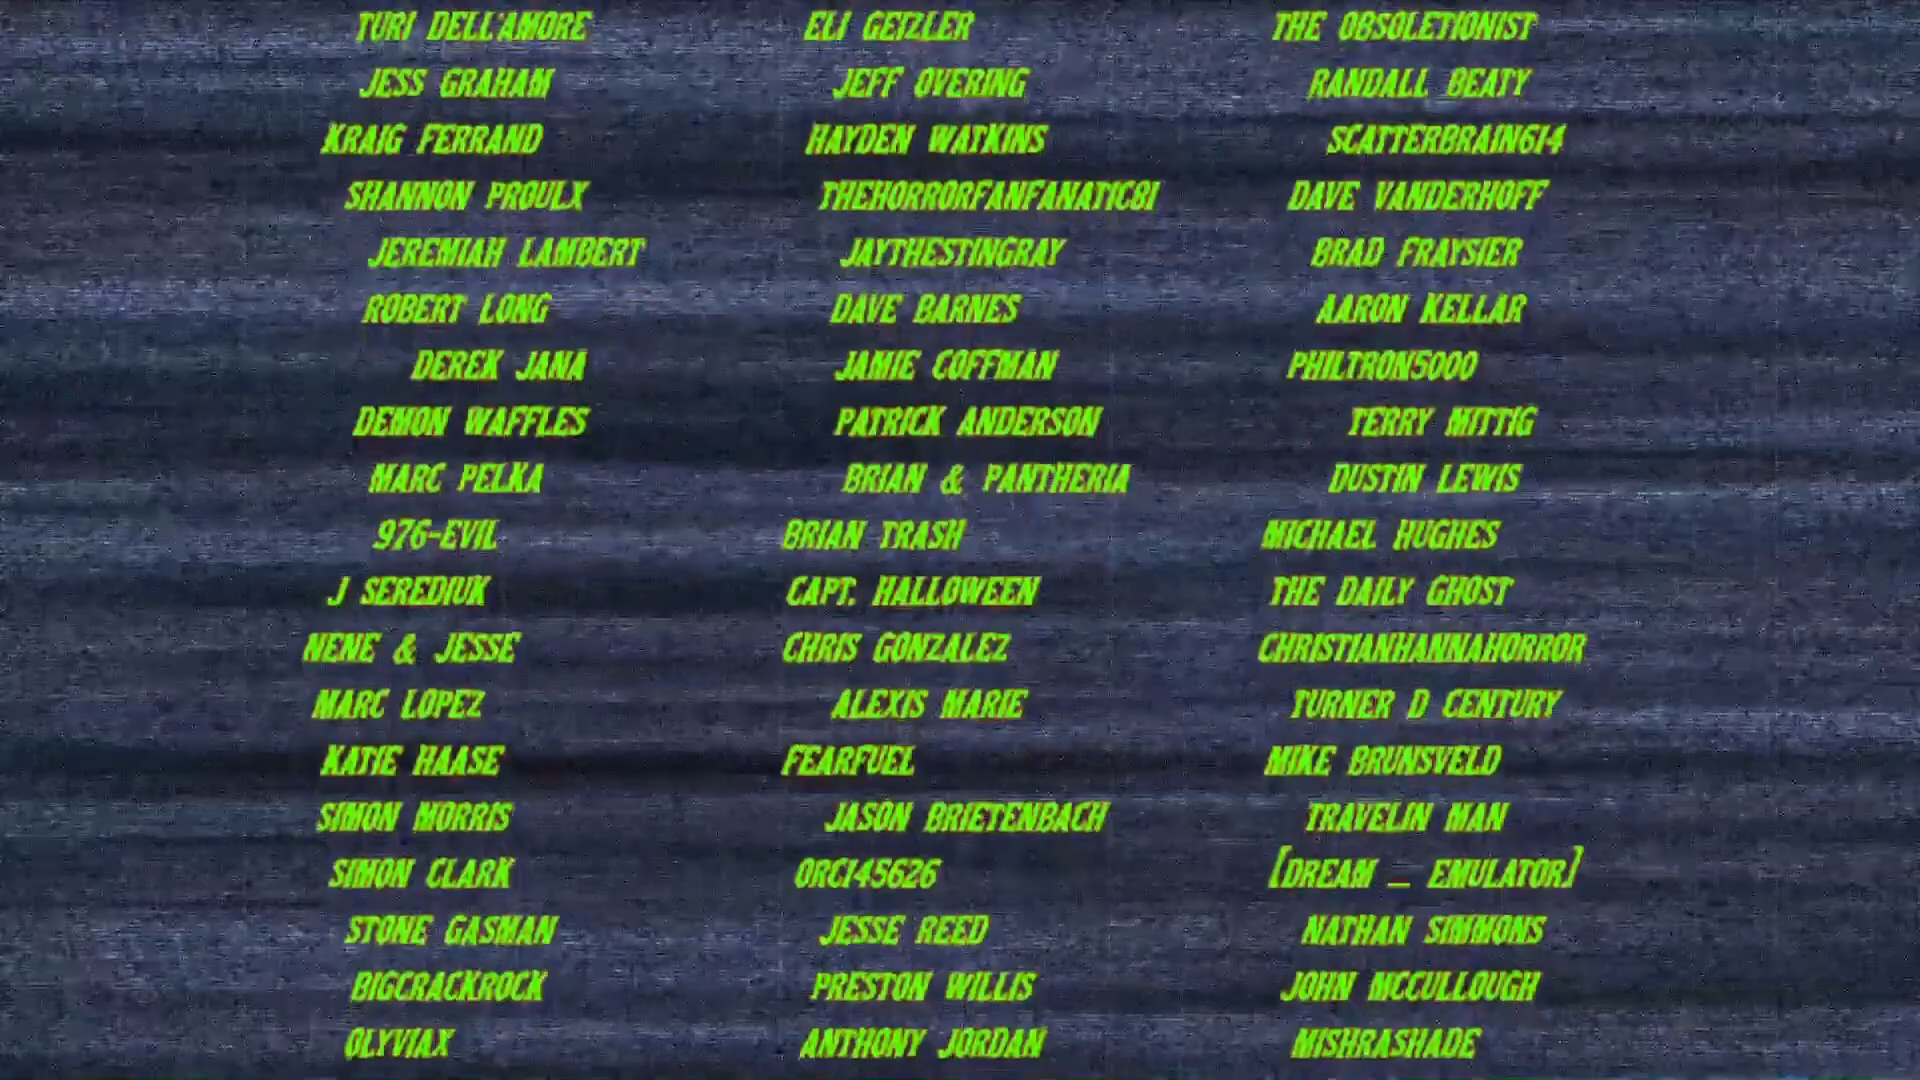 TURI DELL'AMORE ELI GEIZLER THE OBSOLETIONIST
JESS GRAHAM JEFF OVERING RANDALL BEATY
KRAIG FERRAND HAYDEN WATKINS SCATTERBRAIN614
SHANNON PROULX THEHORRORFANFANATIC81 DAVE VANDERHOFF
JEREMIAH LAMBERT JAYTHESTINGRAY BRAD FRAYSIER
ROBERT LONG DAVE BARNES AARON KELLAR
DEREK JANA JAMIE COFFMAN PHILTRON5000
DEMON WAFFLES PATRICK ANDERSON TERRY MITTIG
MARC PELKA BRIAN & PANTHERIA DUSTIN LEWIS
976-EVIL BRIAN TRASH MICHAEL HUGHES
J SEREDIUK CAPT. HALLOWEEN THE DAILY GHOST
NENE & JESSE CHRIS GONZALEZ CHRISTIANHANNAHORROR
MARC LOPEZ ALEXIS MARIE TURNER D CENTURY
KATIE HAASE FEARFUEL MIKE BRUNSVELD
SIMON MORRIS JASON BRIETENBACH TRAVELIN MAN
SIMON CLARK ORC145626 [DREAM _ EMULATOR]
STONE GASMAN JESSE REED NATHAN SIMMONS
BIGCRACKROCK PRESTON WILLIS JOHN MCCULLOUGH
OLYVIAX ANTHONY JORDAN MISHRASHADE